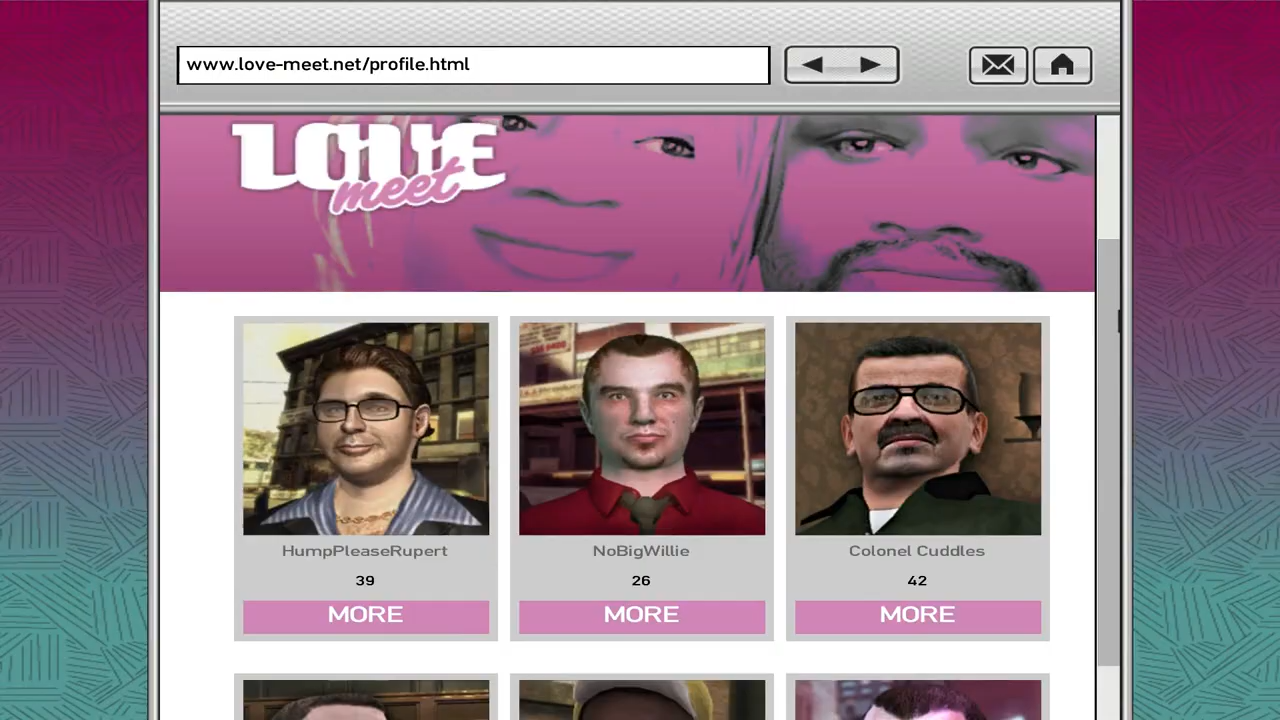 www.love-meet.net/profile.html
LOVE
meet
HumpPleaseRupert
NoBigWillie
Colonel Cuddles
39
26
42
MORE
MORE
MORE